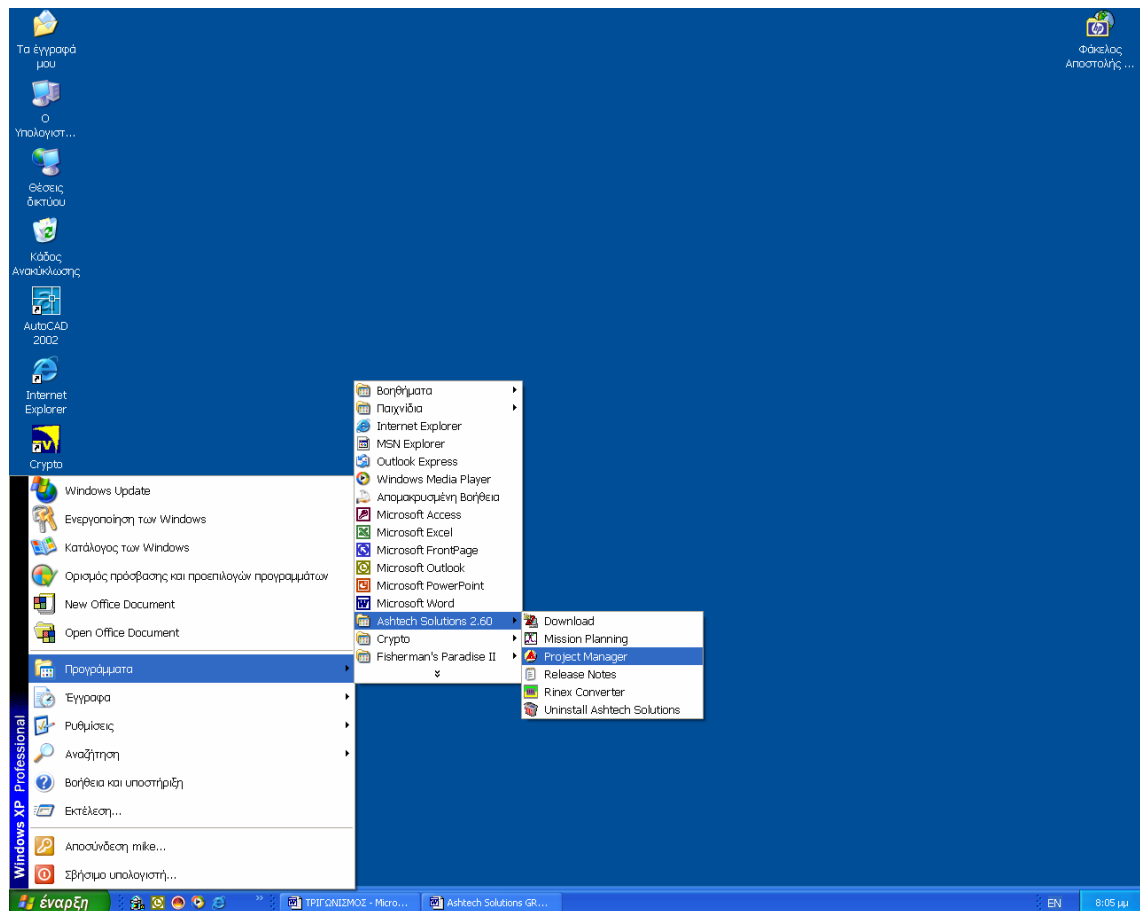 Τα έγγραφά
μου
Ο
Υπολογιστ...
Θέσεις
δικτύου
Κάδος
Ανακύκλωσης
AutoCAD
2002
Internet
Explorer
Crypto
Φάκελος
Αποστολής ...
Windows Update
Ενεργοποίηση των Windows
Κατάλογος των Windows
Ορισμός πρόσβασης και προεπιλογών προγραμμάτων
New Office Document
Open Office Document
Προγράμματα
Έγγραφα
Ρυθμίσεις
Αναζήτηση
Βοήθεια και υποστήριξη
Εκτέλεση...
Αποσύνδεση mike...
Σβήσιμο υπολογιστή...
Windows XP Professional
Βοηθήματα
Παιχνίδια
Internet Explorer
MSN Explorer
Outlook Express
Windows Media Player
Απομακρυσμένη Βοήθεια
Microsoft Access
Microsoft Excel
Microsoft FrontPage
Microsoft Outlook
Microsoft PowerPoint
Microsoft Word
Ashtech Solutions 2.60
Crypto
Fisherman's Paradise II
Download
Mission Planning
Project Manager
Release Notes
Rinex Converter
Uninstall Ashtech Solutions
έναρξη
ΤΡΙΓΩΝΙΣΜΟΣ - Micro...
Ashtech Solutions GR...
EN
8:05 μμ